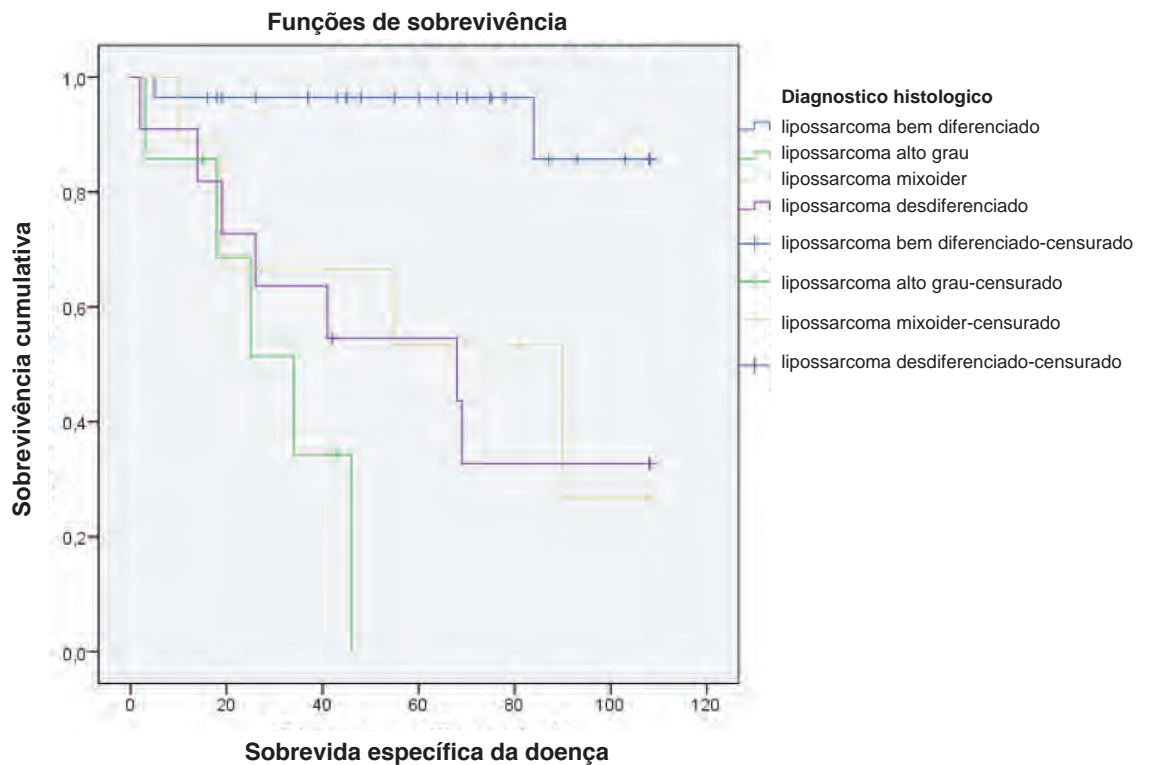 Funções de sobrevivência
Sobrevivência cumulativa
1,0
0,8
0,6
0,4
0,2
0,0
0 20 40 60 80 100 120
Sobrevida específica da doença
Diagnostico histologico
lipossarcoma bem diferenciado
lipossarcoma alto grau
lipossarcoma mixoider
lipossarcoma desdiferenciado
lipossarcoma bem diferenciado-censurado
lipossarcoma alto grau-censurado
lipossarcoma mixoider-censurado
lipossarcoma desdiferenciado-censurado